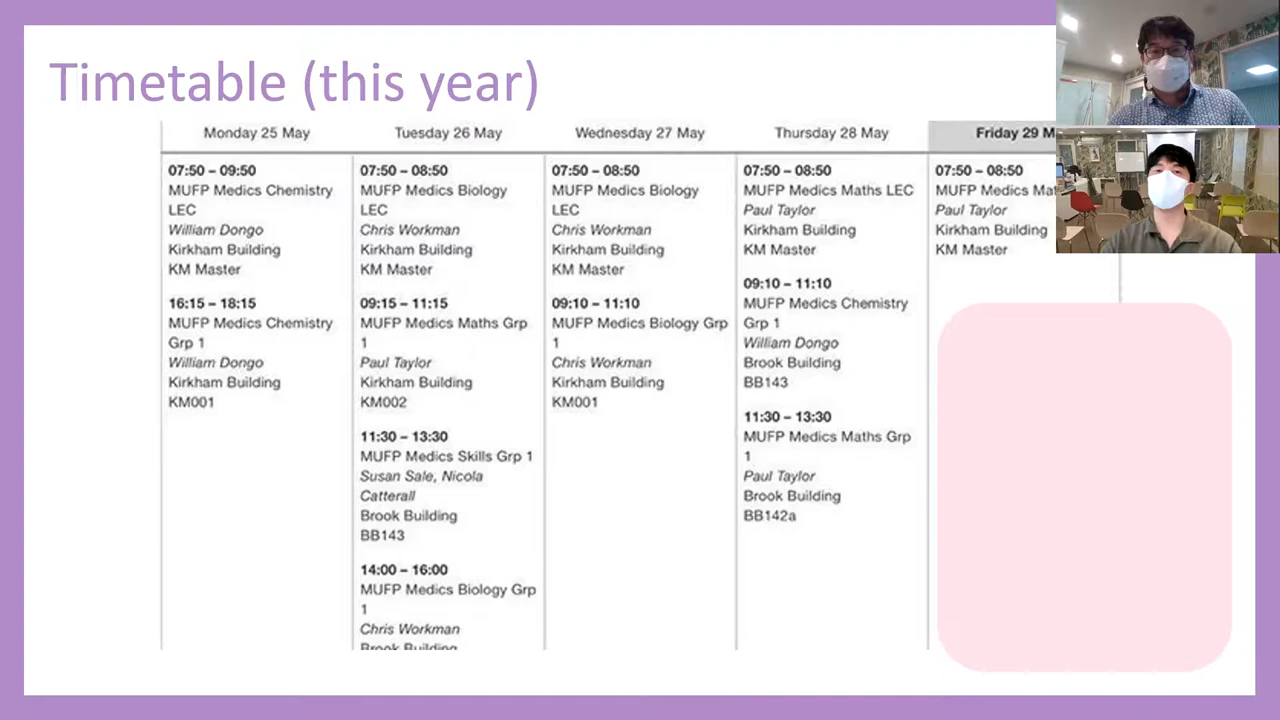 Timetable (this year)
Monday 25 May
07:50 – 09:50
MUFP Medics Chemistry
LEC
William Dongo
Kirkham Building
KM Master
16:15 – 18:15
MUFP Medics Chemistry
Grp 1
William Dongo
Kirkham Building
KM001
Tuesday 26 May
07:50 – 08:50
MUFP Medics Biology
LEC
Chris Workman
Kirkham Building
KM Master
09:15 – 11:15
MUFP Medics Maths Grp
1
Paul Taylor
Kirkham Building
KM002
11:30 – 13:30
MUFP Medics Skills Grp 1
Susan Sale, Nicola
Catterall
Brook Building
BB143
14:00 – 16:00
MUFP Medics Biology Grp
1
Chris Workman
Brook Building
Wednesday 27 May
07:50 – 08:50
MUFP Medics Biology
LEC
Chris Workman
Kirkham Building
KM Master
09:10 – 11:10
MUFP Medics Biology Grp
1
Chris Workman
Kirkham Building
KM001
Thursday 28 May
07:50 – 08:50
MUFP Medics Maths LEC
Paul Taylor
Kirkham Building
KM Master
09:10 – 11:10
MUFP Medics Chemistry
Grp 1
William Dongo
Brook Building
BB143
11:30 – 13:30
MUFP Medics Maths Grp
1
Paul Taylor
Brook Building
BB142a
Friday 29
07:50 – 08:50
MUFP Medics
Paul Taylor
Kirkham Building
KM Master